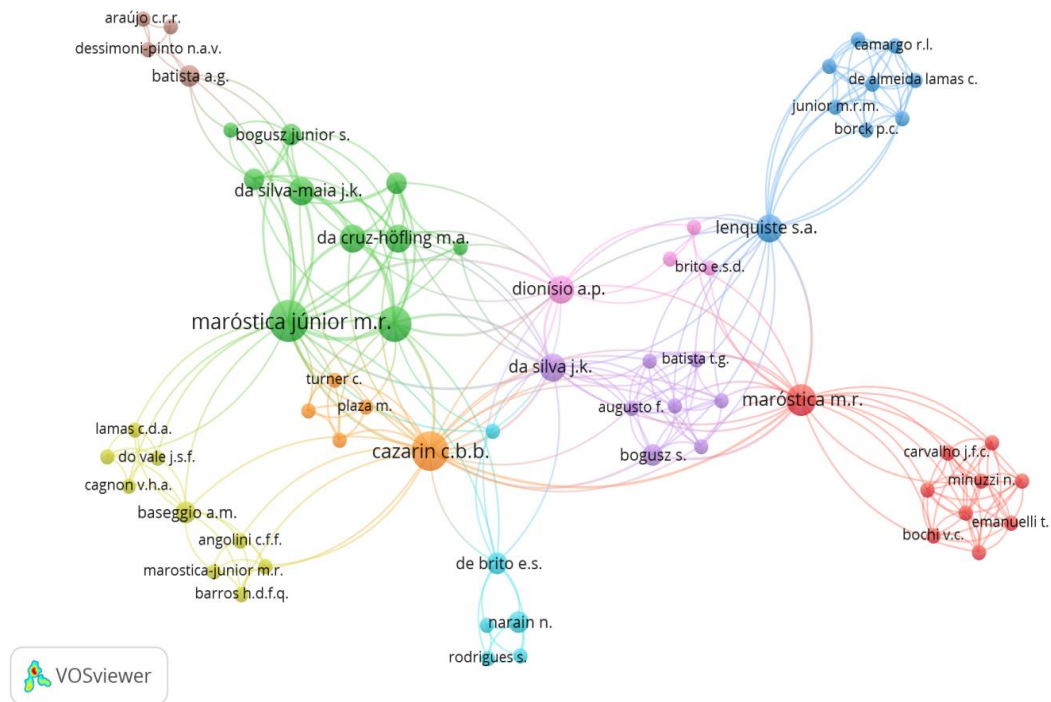 araújo c.r.r.
dessimoni-pinto n.a.v.
batista a.g.
bogusz junior s.
da silva-maia j.k.
da cruz-höfling m.a.
maróstica júnior m.r.
turner c.
plaza m.
cazarin c.b.b.
lamas c.d.a.
do vale j.s.f.
cagnon v.h.a.
baseggio a.m.
angolini c.f.f.
marostica-junior m.r.
barros h.d.f.q.
de brito e.s.
narain n.
rodrigues s.
dionísio a.p.
brito e.s.d.
da silva j.k.
batista t.g.
augusto f.
bogusz s.
camargo r.l.
de almeida lamas c.
junior m.r.m.
borck p.c.
lenquiste s.a.
maróstica m.r.
carvalho j.f.c.
minuzzi n.
emanuelli t.
bochi v.c.
VOSviewer